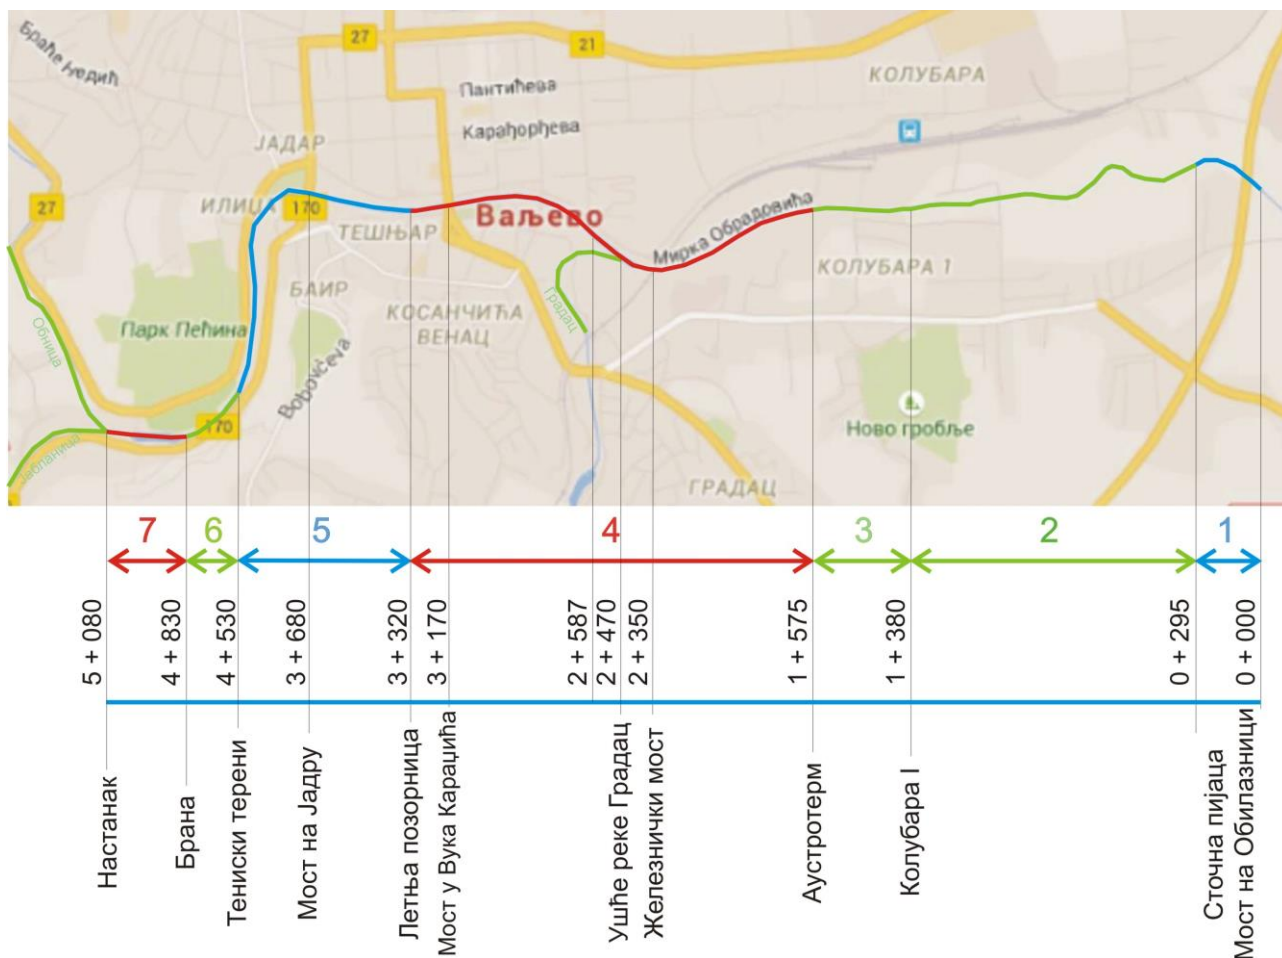 27
21
Браће Недић
Пантићева
КОЛУБАРА
Карађорђева
ЈАДАР
27
ИЛИЦА
170
Ваљево
ТЕШЊАР
Мирка Обрадовића
КОЛУБАРА 1
БАИР
КОСАНЧИЋА
ВЕНАЦ
Градац
Обница
Парк Пећина
170
Ново гробље
Јабланица
ГРАДАЦ
7
6
5
4
3
2
1
5 + 080
4 + 830
4 + 530
3 + 680
3 + 320
3 + 170
2 + 587
2 + 470
2 + 350
1 + 575
1 + 380
0 + 295
0 + 000
Настанак
Брана
Тениски терени
Мост на Јадру
Летња позорница
Мост у Вука Караџића
Ушће реке Градац
Железнички мост
Аустротерм
Колубара I
Сточна пијаца
Мост на Обилазници